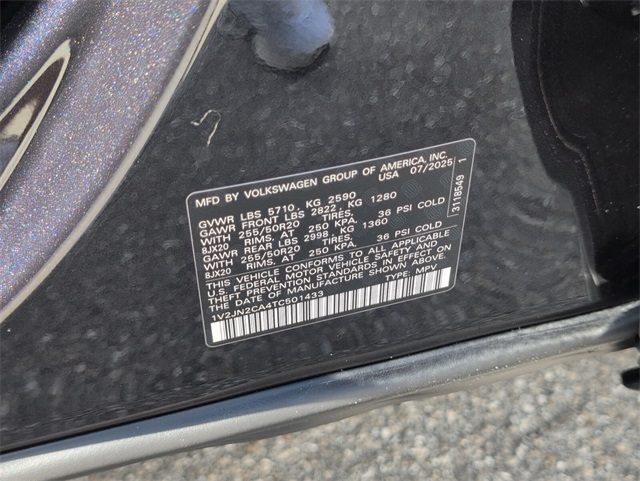 MFD BY VOLKSWAGEN GROUP OF AMERICA, INC.
USA 07/2025
GVWR LBS 5710, KG 2590
GAWR FRONT LBS 2822, KG 1280
WITH 255/50R20 TIRES,
8JX20 RIMS, AT 250 KPA, 36 PSI COLD
GAWR REAR LBS 2998, KG 1360
WITH 255/50R20 TIRES,
8JX20 RIMS, AT 250 KPA, 36 PSI COLD
THIS VEHICLE CONFORMS TO ALL APPLICABLE
U.S. FEDERAL MOTOR VEHICLE SAFETY AND
THEFT PREVENTION STANDARDS IN EFFECT ON
THE DATE OF MANUFACTURE SHOWN ABOVE.
TYPE: MPV
1V2JN2CA4TC501433
3118549 1